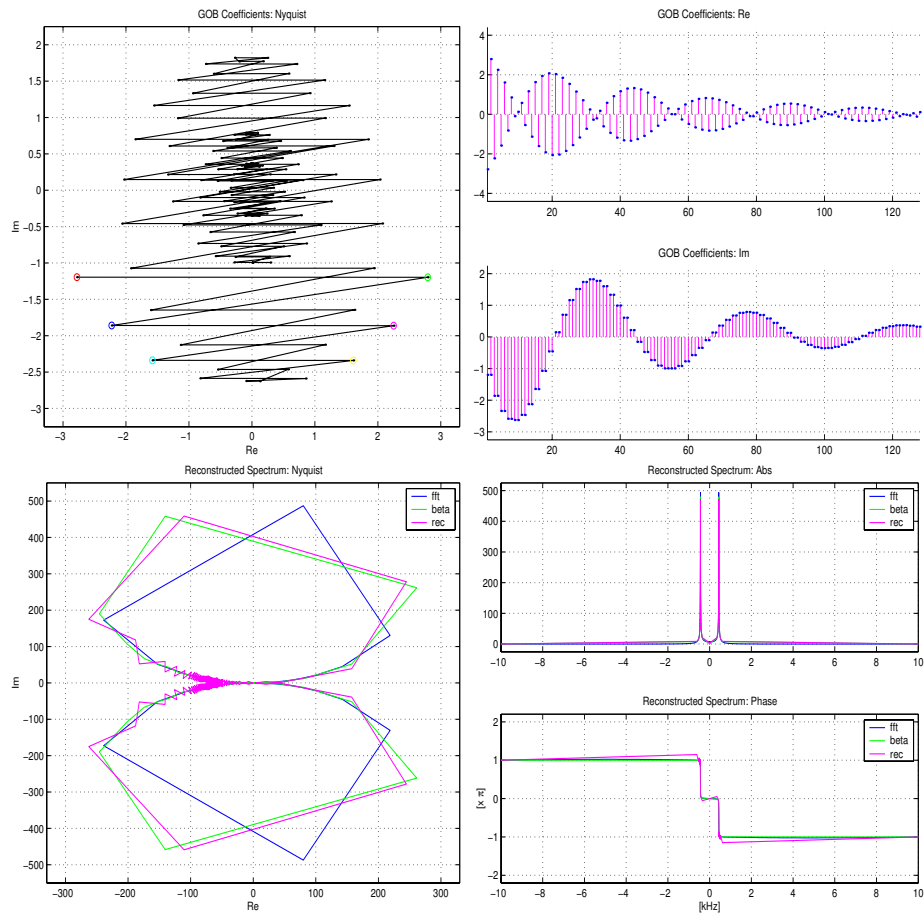 GOB Coefficients: Nyquist
2
1.5
1
0.5
0
−0.5
−1
−1.5
−2
−2.5
−3
Im
−3 −2 −1 0 1 2 3
Re
GOB Coefficients: Re
4
2
0
−2
−4
20 40 60 80 100 120
GOB Coefficients: Im
2
1
0
−1
−2
−3
20 40 60 80 100 120
Reconstructed Spectrum: Nyquist
500
400
300
200
100
0
−100
−200
−300
−400
−500
Im
fft
beta
rec
−300 −200 −100 0 100 200 300
Re
Reconstructed Spectrum: Abs
500
400
300
200
100
0
fft
beta
rec
−10 −8 −6 −4 −2 0 2 4 6 8 10
Reconstructed Spectrum: Phase
2
1
0
−1
−2
[x π]
fft
beta
rec
−10 −8 −6 −4 −2 0 2 4 6 8 10
[kHz]